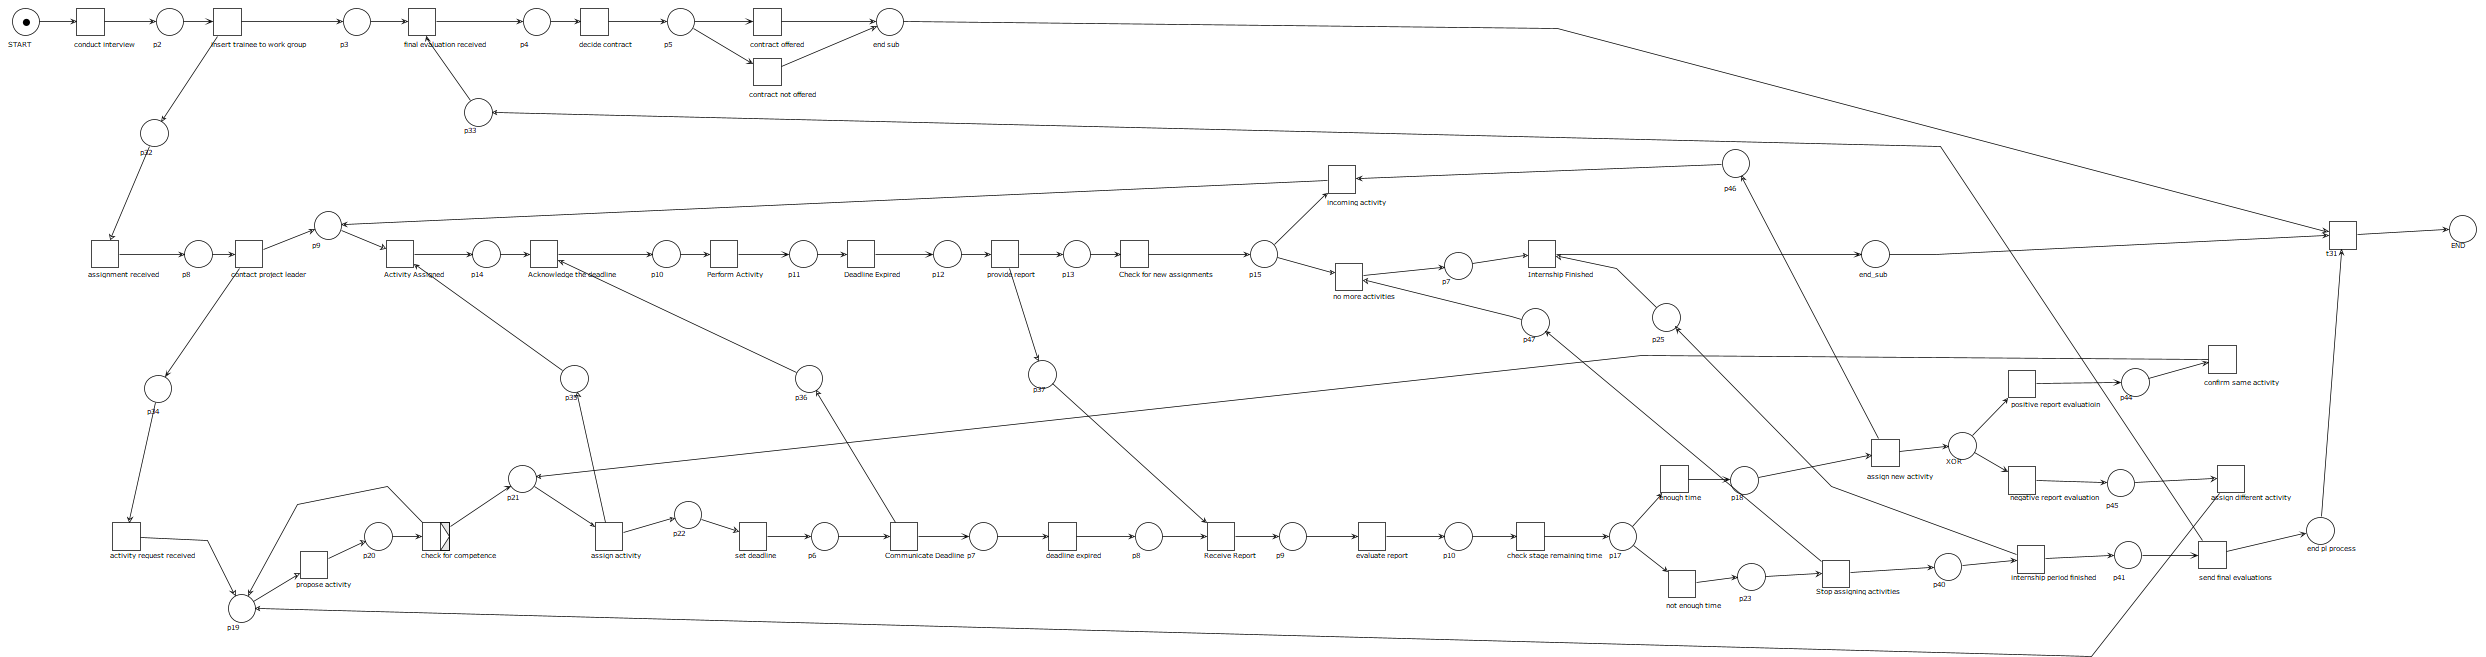 START
conduct interview
p2
insert trainee to work group
p3
final evaluation received
p4
decide contract
p5
contract offered
end sub
contract not offered
p33
p32
p46
incoming activity
p9
assignment received
p8
contact project leader
Activity Assigned
p14
Acknowledge the deadline
p10
Perform Activity
p11
Deadline Expired
p12
provide report
p13
Check for new assignments
p15
no more activities
p7
Internship Finished
end_sub
t31
END
p47
p25
p34
p35
p36
p37
confirm same activity
positive report evaluatioin
p44
XOR
assign new activity
negative report evaluation
p45
assign different activity
p21
enough time
p18
activity request received
propose activity
p20
check for competence
assign activity
p22
set deadline
p6
Communicate Deadline
p7
deadline expired
p8
Receive Report
p9
evaluate report
p10
check stage remaining time
p17
not enough time
p23
Stop assigning activities
p40
internship period finished
p41
send final evaluations
end pl process
p19